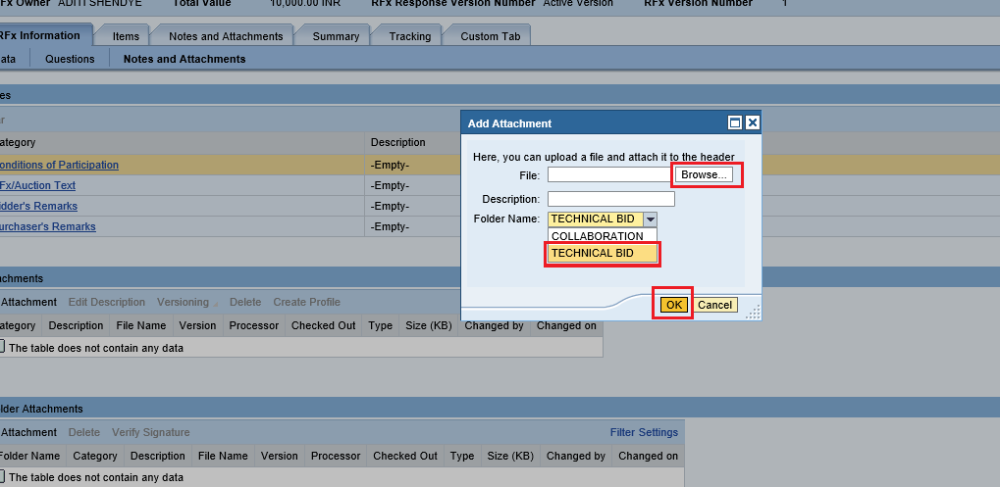 Fx Owner ADITI SHENDYE Total Value 10,000.00 INR RFx Response Version Number Active Version RFx Version Number 1
RFx Information Items Notes and Attachments Summary Tracking Custom Tab
ata Questions Notes and Attachments
es
r
ategory Description
onditions of Participation -Empty-
Fx/Auction Text -Empty-
idder's Remarks -Empty-
urchaser's Remarks -Empty-
Add Attachment
Here, you can upload a file and attach it to the header
File: Browse...
Description:
Folder Name: TECHNICAL BID
COLLABORATION
TECHNICAL BID
OK Cancel
achments
Attachment Edit Description Versioning Delete Create Profile
ategory Description File Name Version Processor Checked Out Type Size (KB) Changed by Changed on
The table does not contain any data
older Attachments
Attachment Delete Verify Signature Filter Settings
Folder Name Category Description File Name Version Processor Checked Out Type Size (KB) Changed by Changed on
The table does not contain any data